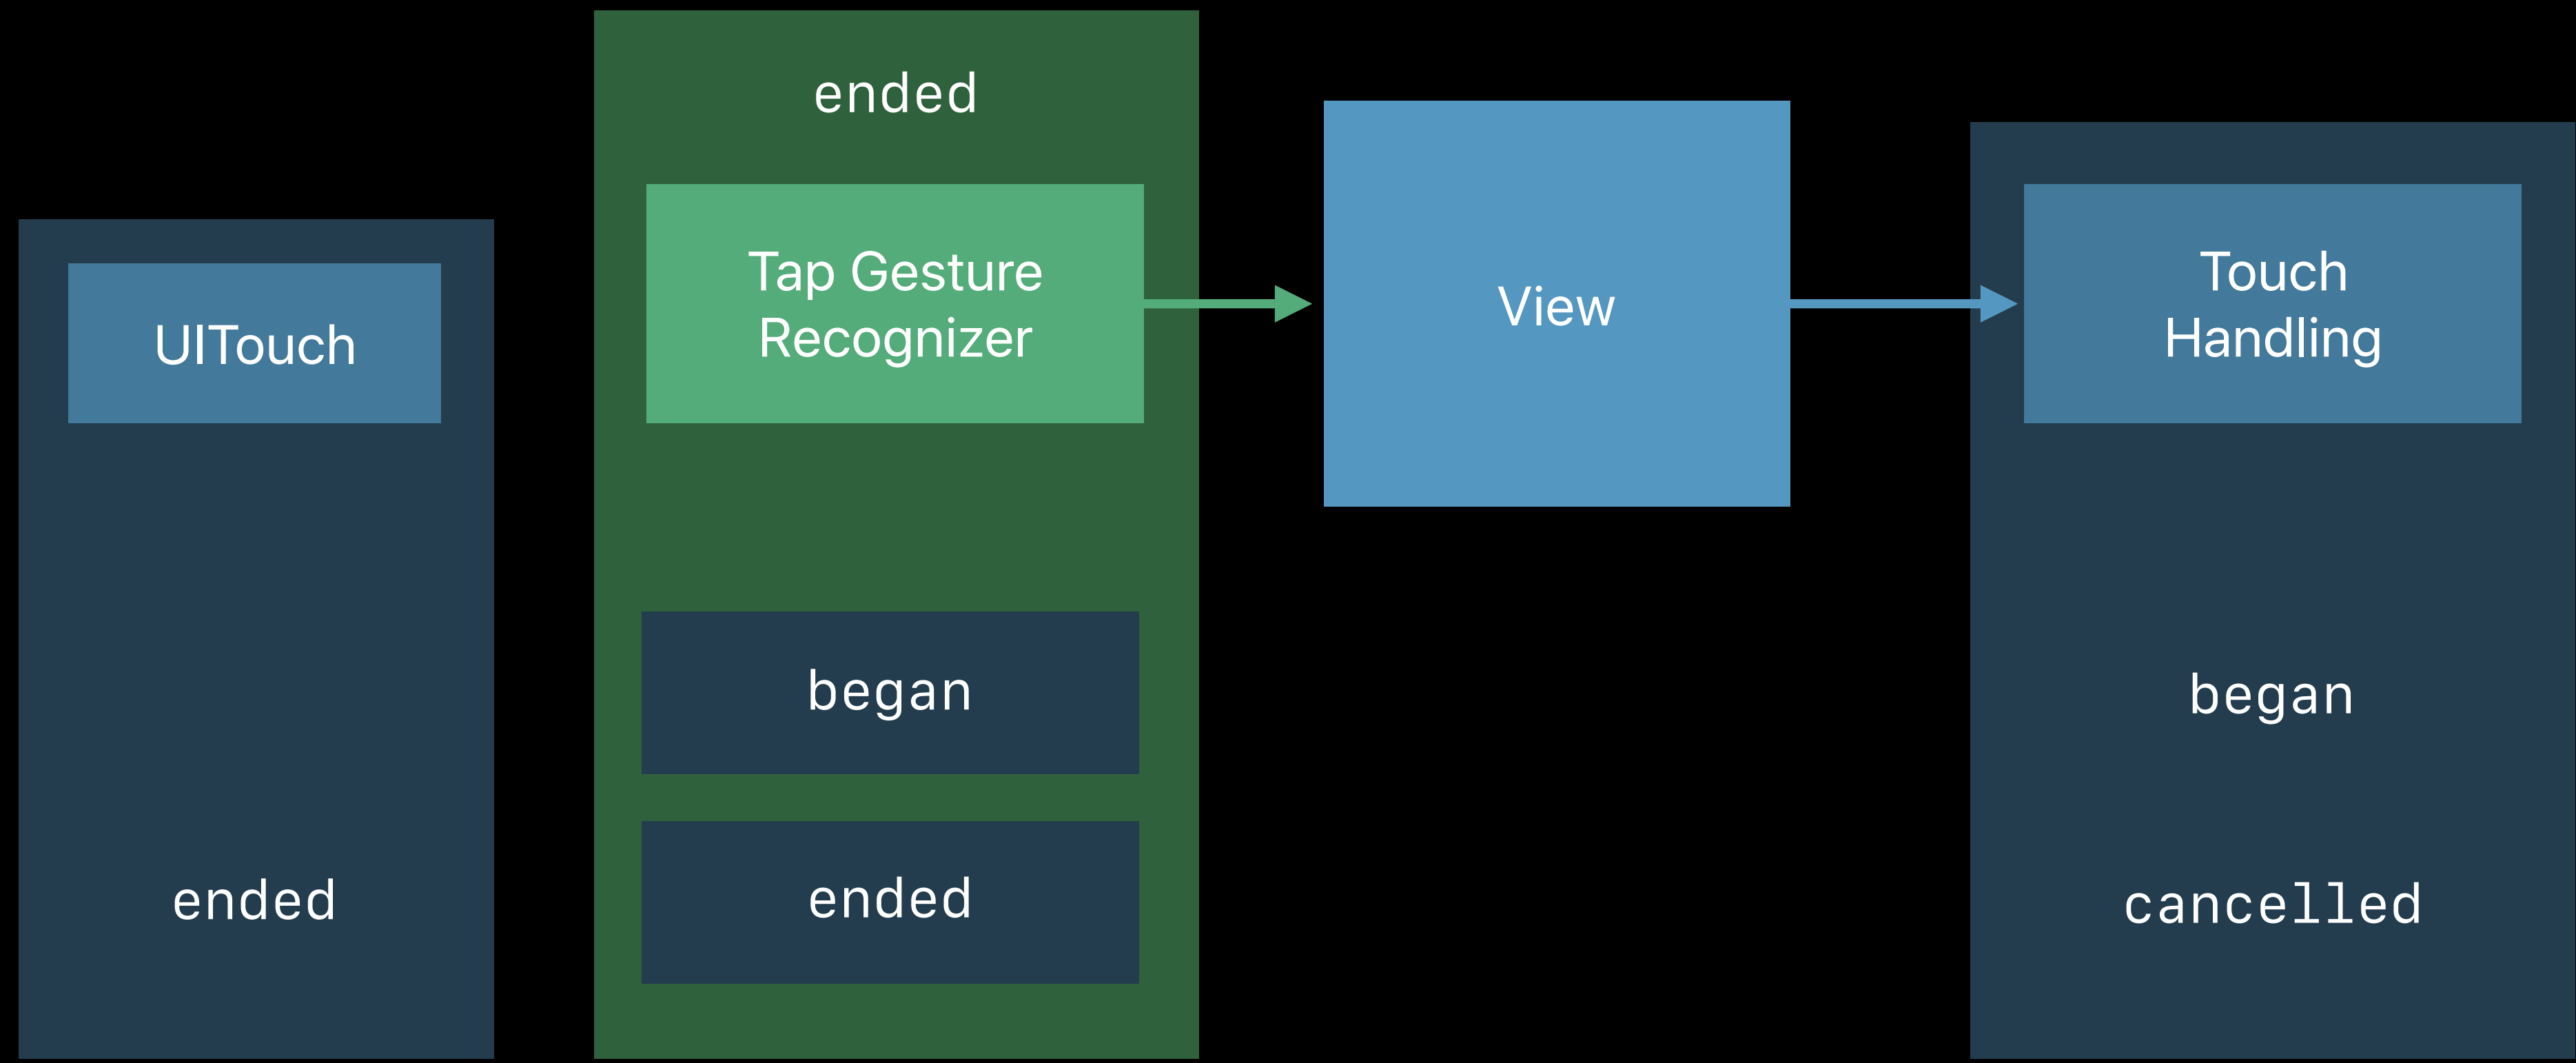 UITouch
ended
ended
Tap Gesture
Recognizer
began
ended
View
Touch
Handling
began
cancelled